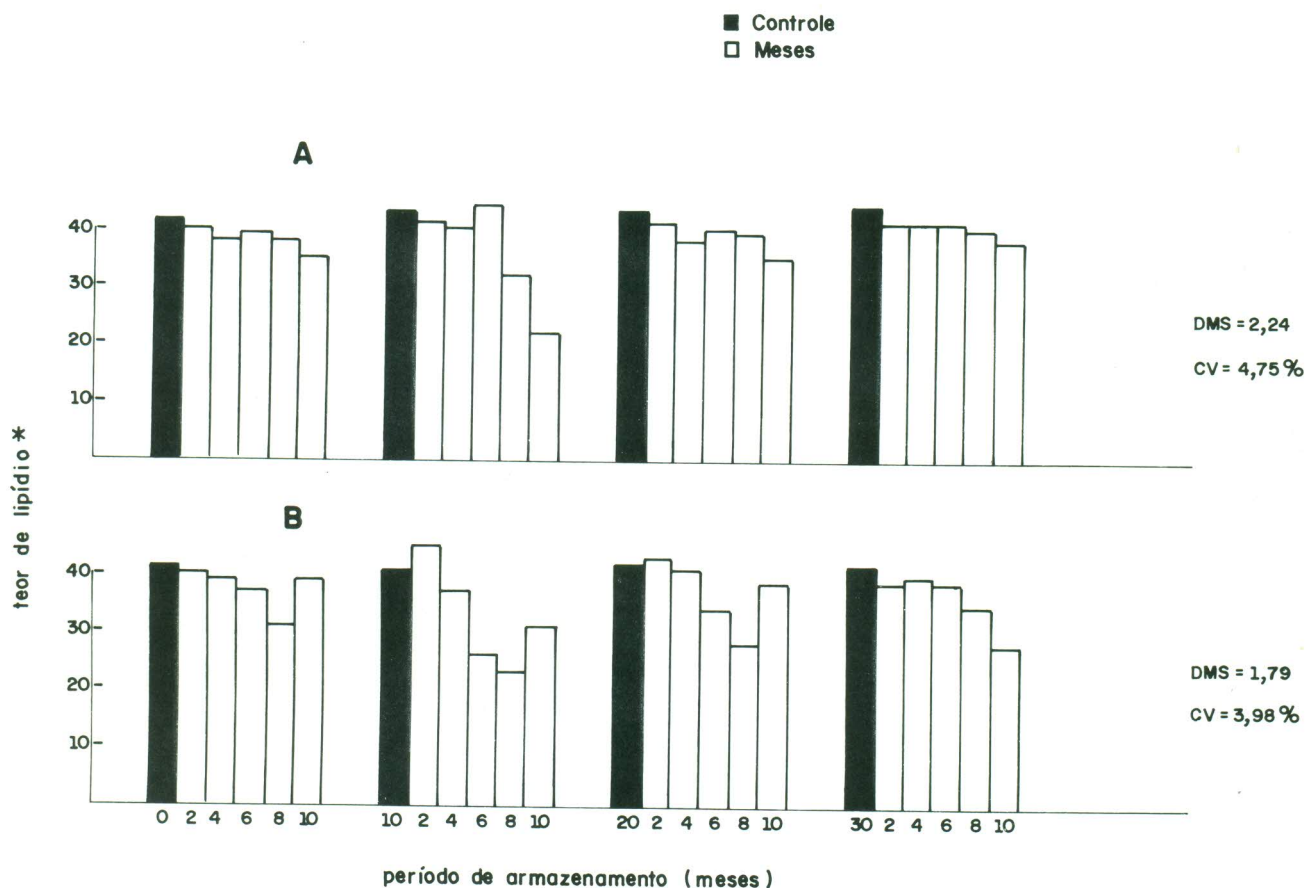 Controle
Meses
A
40
30
20
10
DMS = 2,24
CV = 4,75%
teor de lipídio*
B
40
30
20
10
DMS = 1,79
CV = 3,98%
0 2 4 6 8 10 10 2 4 6 8 10 20 2 4 6 8 10 30 2 4 6 8 10
período de armazenamento (meses)